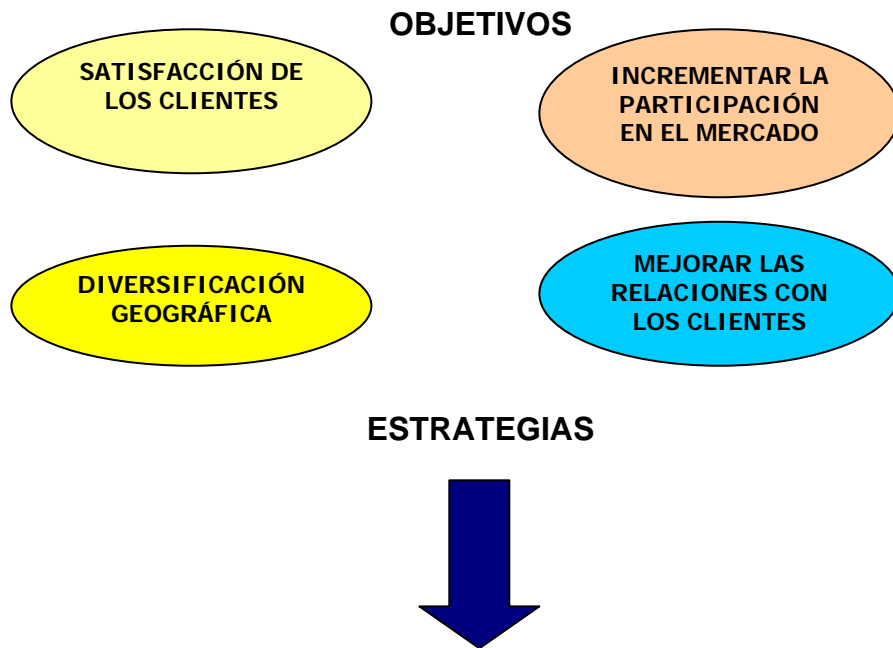 OBJETIVOS
SATISFACCIÓN DE
LOS CLIENTES
INCREMENTAR LA
PARTICIPACIÓN
EN EL MERCADO
DIVERSIFICACIÓN
GEOGRÁFICA
MEJORAR LAS
RELACIONES CON
LOS CLIENTES
ESTRATEGIAS